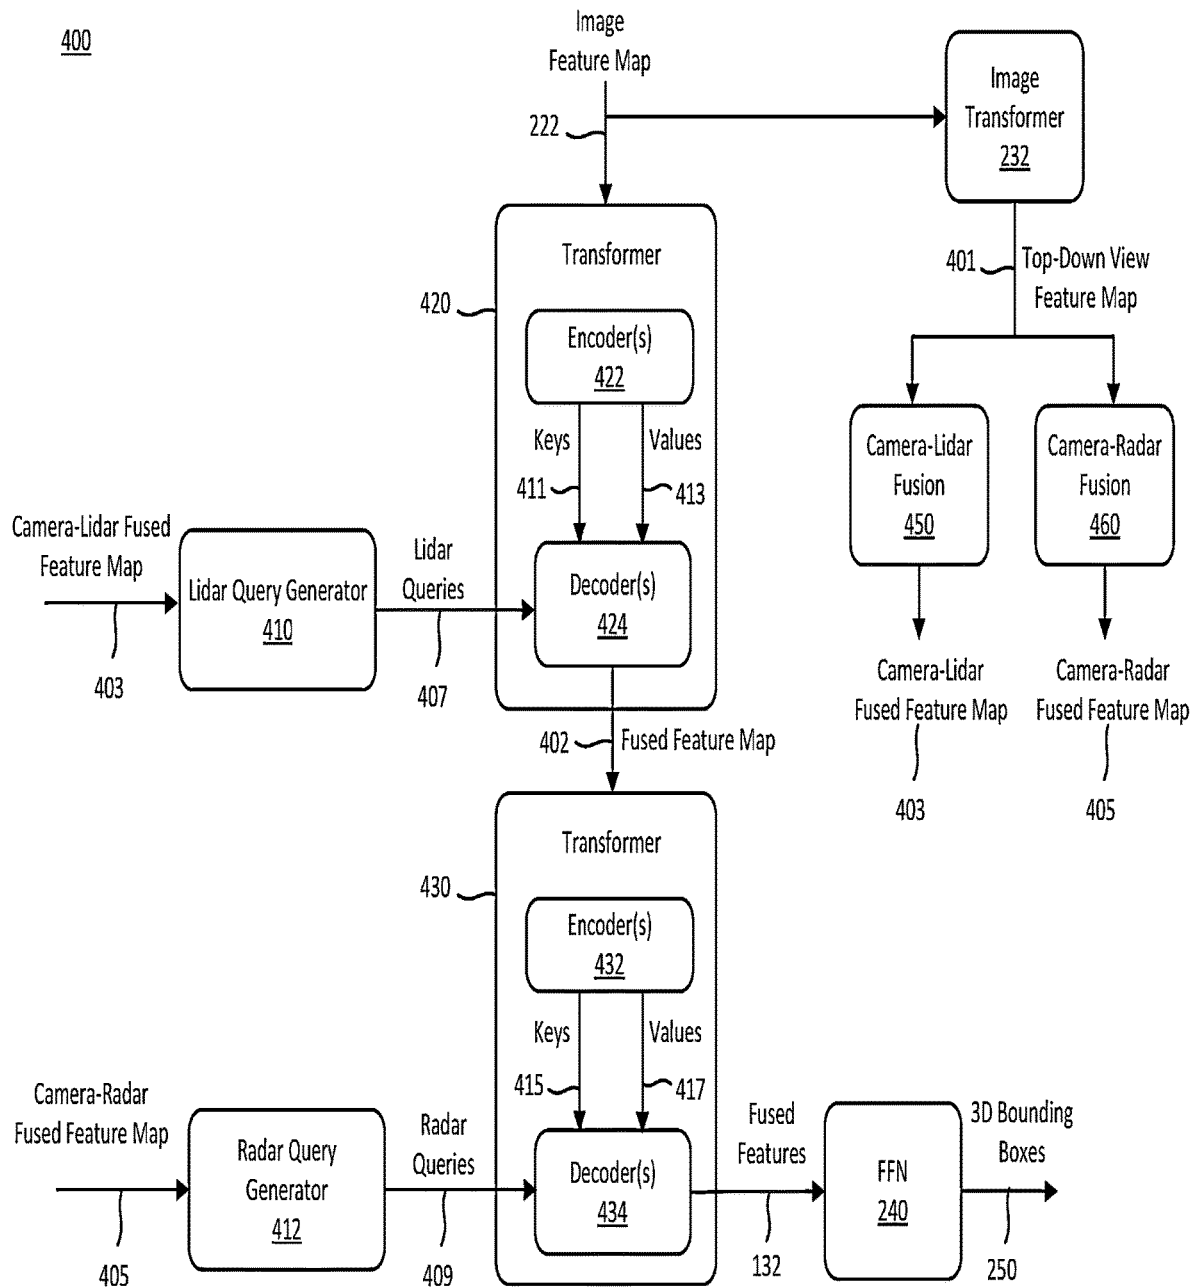 400
Image
Feature Map
222
Image
Transformer
232
Transformer
420
Encoder(s)
422
Keys
Values
411
413
401
Top-Down View
Feature Map
Camera-Lidar
Fusion
450
Camera-Radar
Fusion
460
Camera-Lidar Fused
Feature Map
403
Lidar Query Generator
410
Lidar
Queries
407
Decoder(s)
424
402
Fused Feature Map
Camera-Lidar
Fused Feature Map
403
Camera-Radar
Fused Feature Map
405
Transformer
430
Encoder(s)
432
Keys
Values
415
417
Camera-Radar
Fused Feature Map
405
Radar Query
Generator
412
Radar
Queries
409
Decoder(s)
434
Fused
Features
132
FFN
240
3D Bounding
Boxes
250